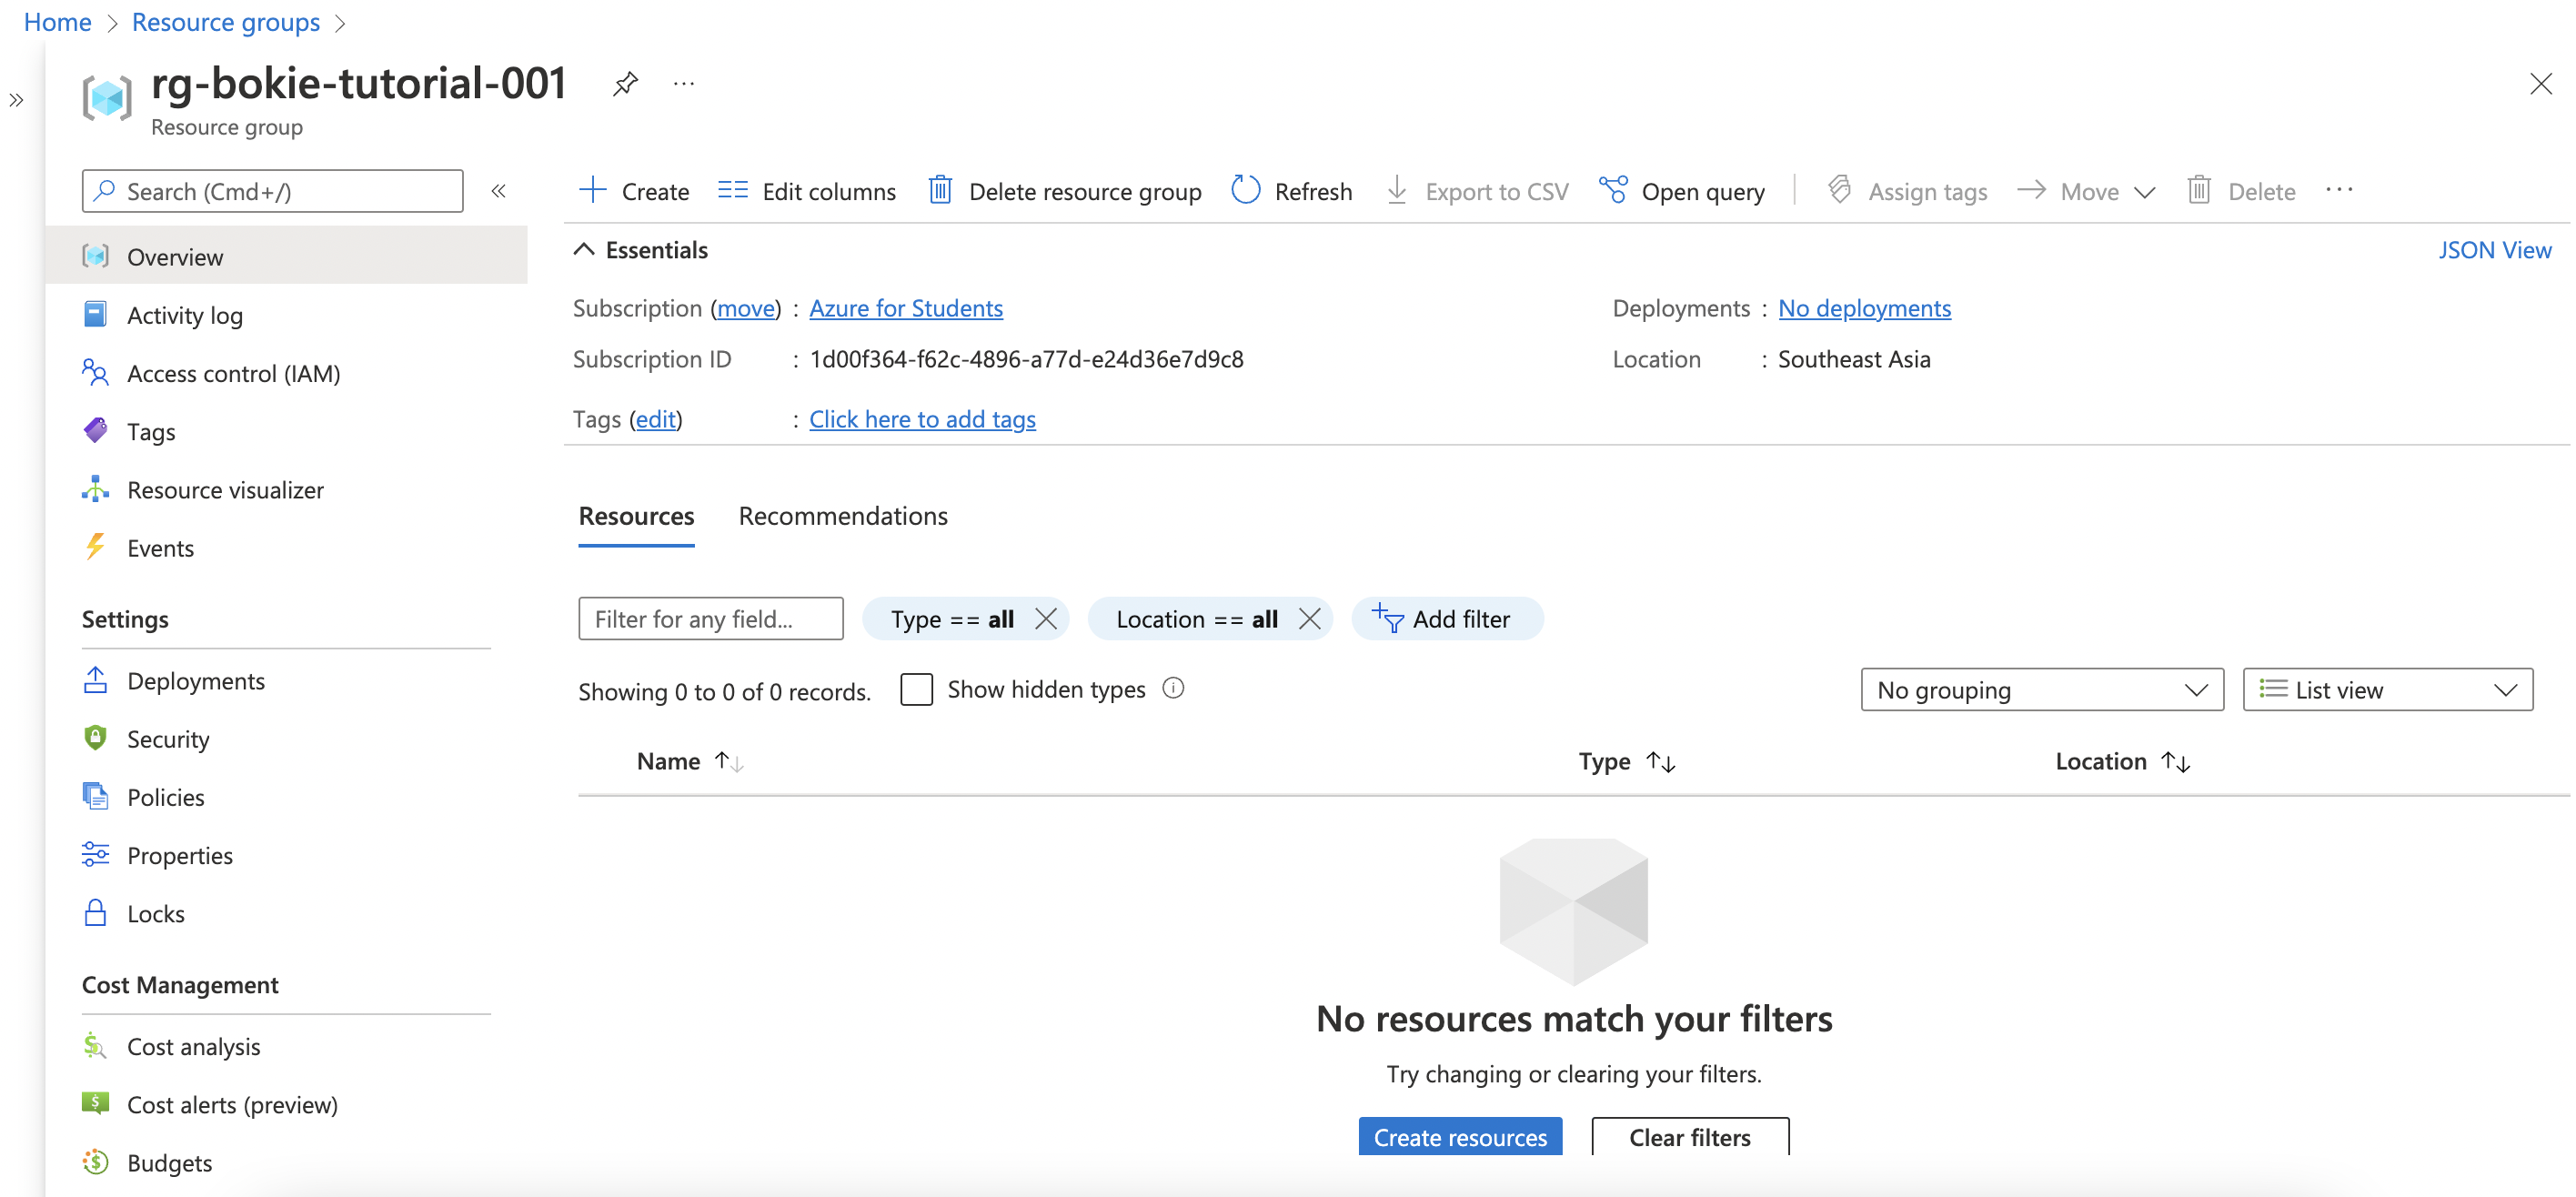 Home > Resource groups >
»
rg-bokie-tutorial-001 ...
Resource group
Search (Cmd+/) «
Overview
Activity log
Access control (IAM)
Tags
Resource visualizer
Events
Settings
Deployments
Security
Policies
Properties
Locks
Cost Management
Cost analysis
Cost alerts (preview)
Budgets
Create Edit columns Delete resource group Refresh Export to CSV Open query Assign tags Move Delete ...
Essentials JSON View
Subscription (move) : Azure for Students Deployments : No deployments
Subscription ID : 1d00f364-f62c-4896-a77d-e24d36e7d9c8 Location : Southeast Asia
Tags (edit) : Click here to add tags
Resources Recommendations
Filter for any field... Type == all Location == all Add filter
Showing 0 to 0 of 0 records. Show hidden types No grouping List view
Name ↑↓ Type ↑↓ Location ↑↓
No resources match your filters
Try changing or clearing your filters.
Create resources Clear filters